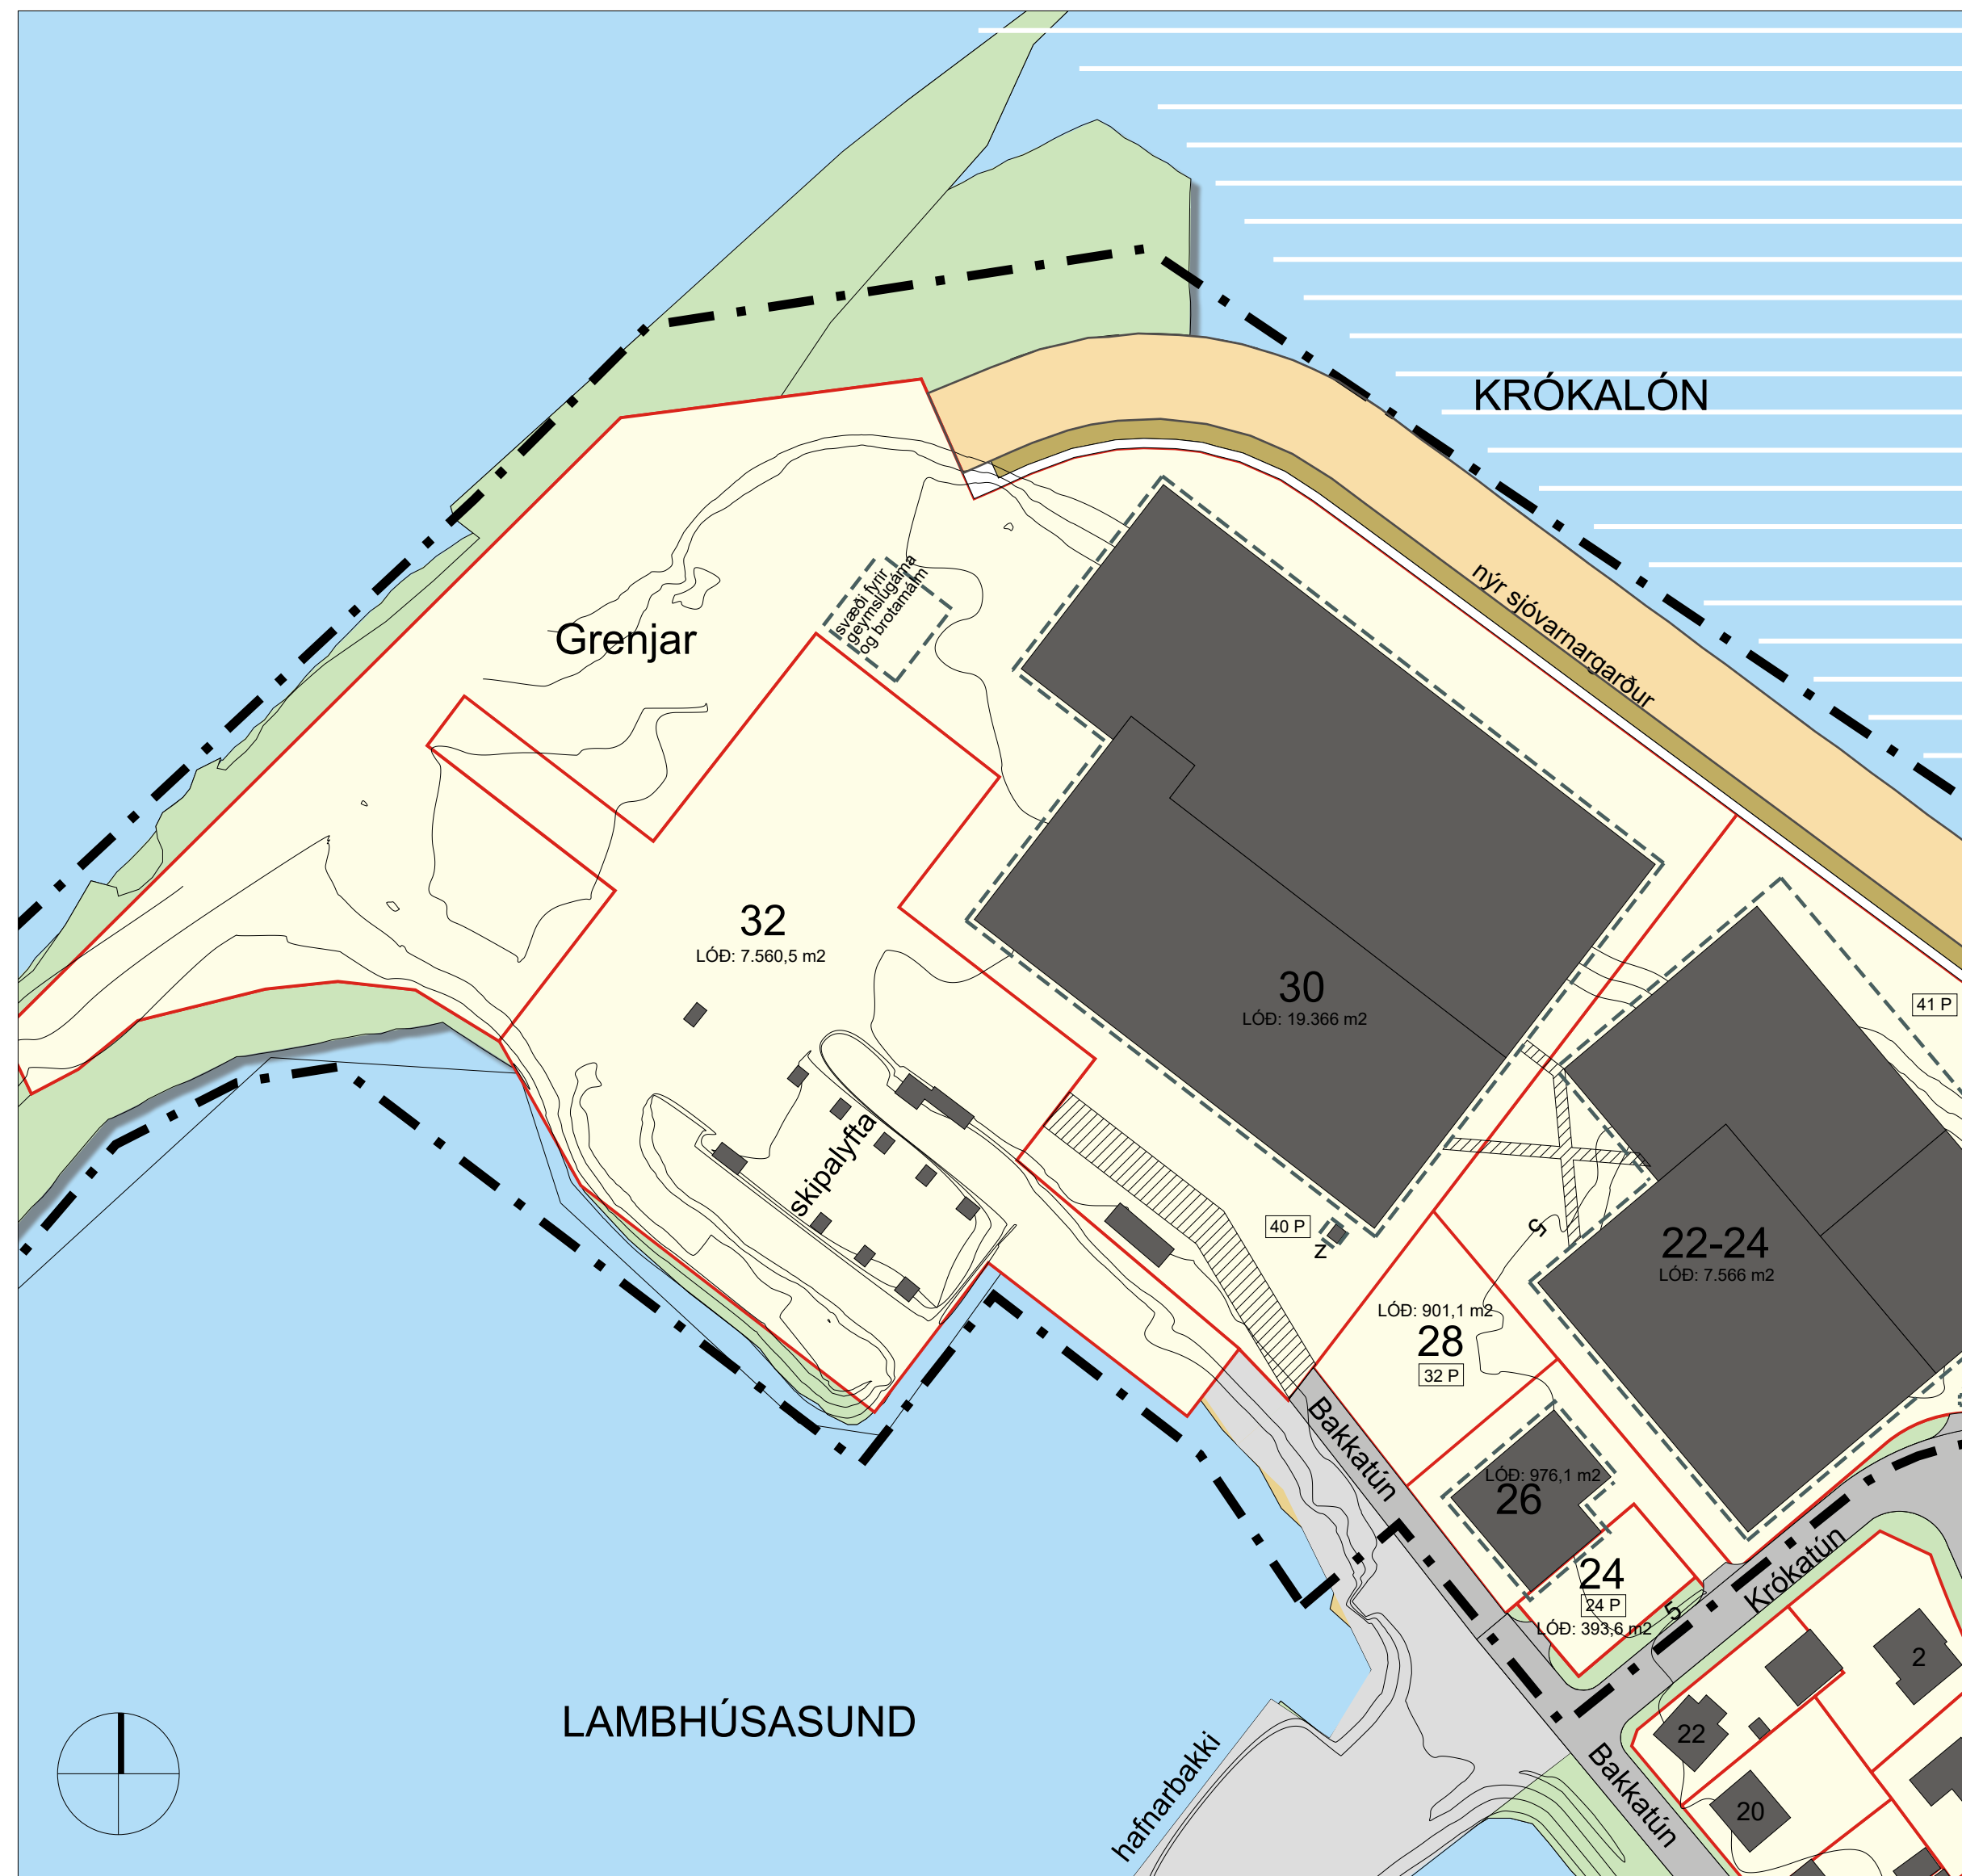 KRÓKALÓN
nýr sjóvarnargarður
svæði fyrir
geymslugáma
og brotamálm
Grenjar
32
LÓÐ: 7.560,5 m2
30
LÓÐ: 19.366 m2
41 P
skipalyfta
40 P
z
5
22-24
LÓÐ: 7.566 m2
LÓÐ: 901,1 m2
28
32 P
Bakkatún
LÓÐ: 976,1 m2
26
24
24 P
LÓÐ: 393,6 m2
5
Krókatún
2
22
20
LAMBHÚSASUND
hafnarbakki
Bakkatún